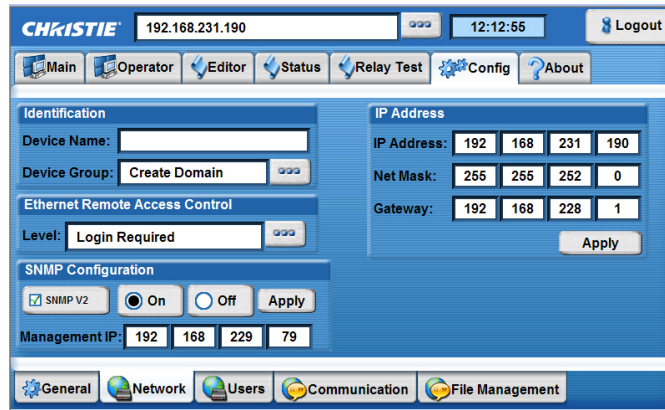 CHRISTIE 192.168.231.190 12:12:55 Logout
Main Operator Editor Status Relay Test Config About
Identification
Device Name:
Device Group: Create Domain
Ethernet Remote Access Control
Level: Login Required
SNMP Configuration
SNMP V2 On Off Apply
Management IP: 192 168 229 79
IP Address
IP Address: 192 168 231 190
Net Mask: 255 255 252 0
Gateway: 192 168 228 1
Apply
General Network Users Communication File Management